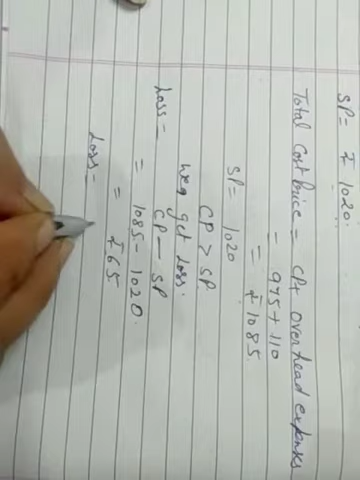 SP = ₹ 1020.
Total Cost Price = CP + Overhead expenses
= 975 + 110
= ₹ 1085.
SP = 1020
CP > SP
we get loss.
Loss = CP - SP
= 1085 - 1020.
= ₹ 65.
Loss =